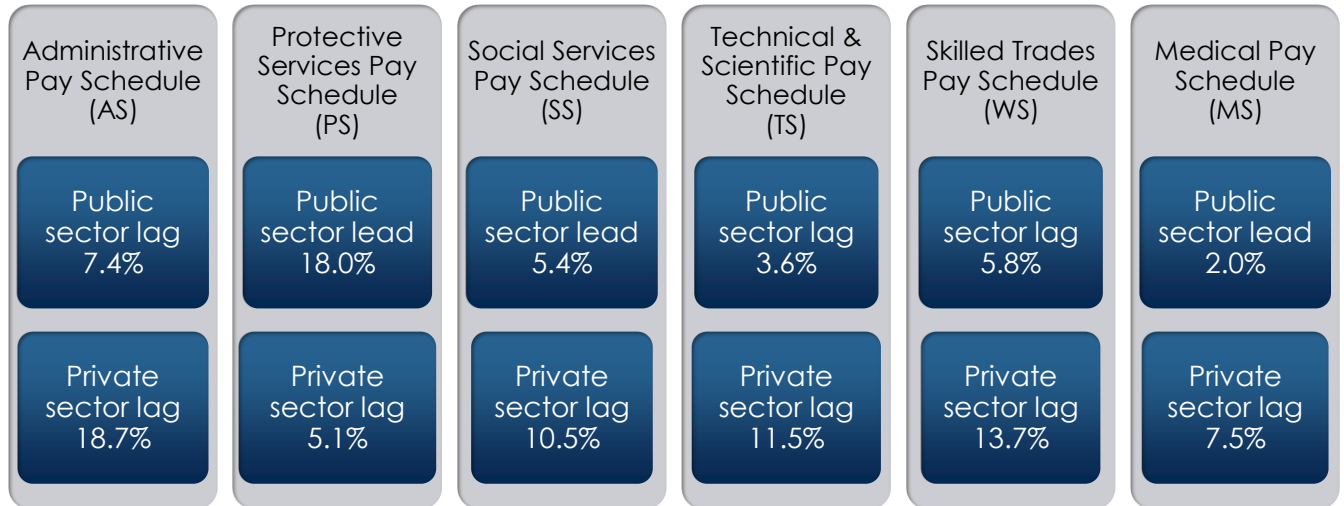 Administrative
Pay Schedule
(AS)
Public
sector lag
7.4%
Private
sector lag
18.7%
Protective
Services Pay
Schedule
(PS)
Public
sector lead
18.0%
Private
sector lag
5.1%
Social Services
Pay Schedule
(SS)
Public
sector lead
5.4%
Private
sector lag
10.5%
Technical &
Scientific Pay
Schedule
(TS)
Public
sector lag
3.6%
Private
sector lag
11.5%
Skilled Trades
Pay Schedule
(WS)
Public
sector lag
5.8%
Private
sector lag
13.7%
Medical Pay
Schedule
(MS)
Public
sector lead
2.0%
Private
sector lag
7.5%